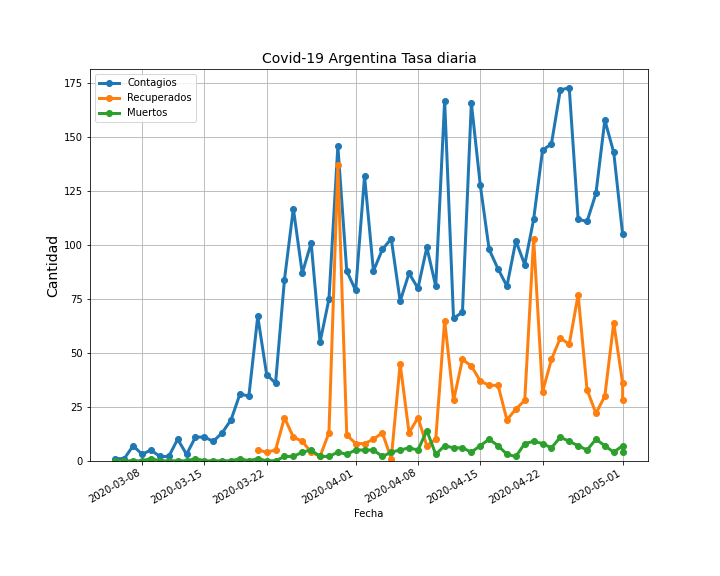 Covid-19 Argentina Tasa diaria
Contagios
Recuperados
Muertos
Cantidad
175
150
125
100
75
50
25
0
2020-03-08
2020-03-15
2020-03-22
2020-04-01
2020-04-08
2020-04-15
2020-04-22
2020-05-01
Fecha